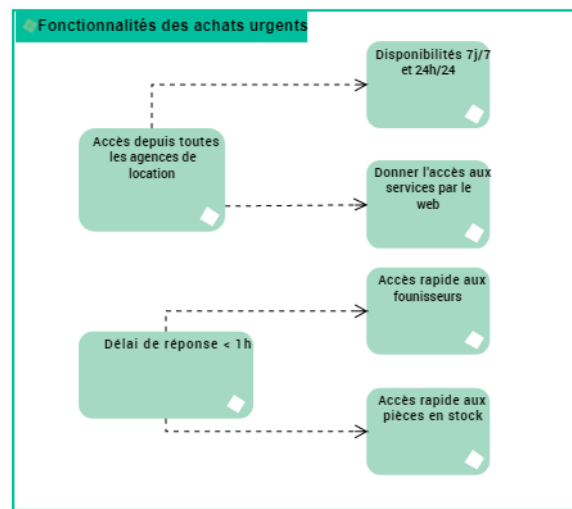 Fonctionnalités des achats urgents
Disponibilités 7j/7
et 24h/24
Accès depuis toutes
les agences de
location
Donner l'accès aux
services par le
web
Accès rapide aux
founisseurs
Délai de réponse < 1h
Accès rapide aux
pièces en stock